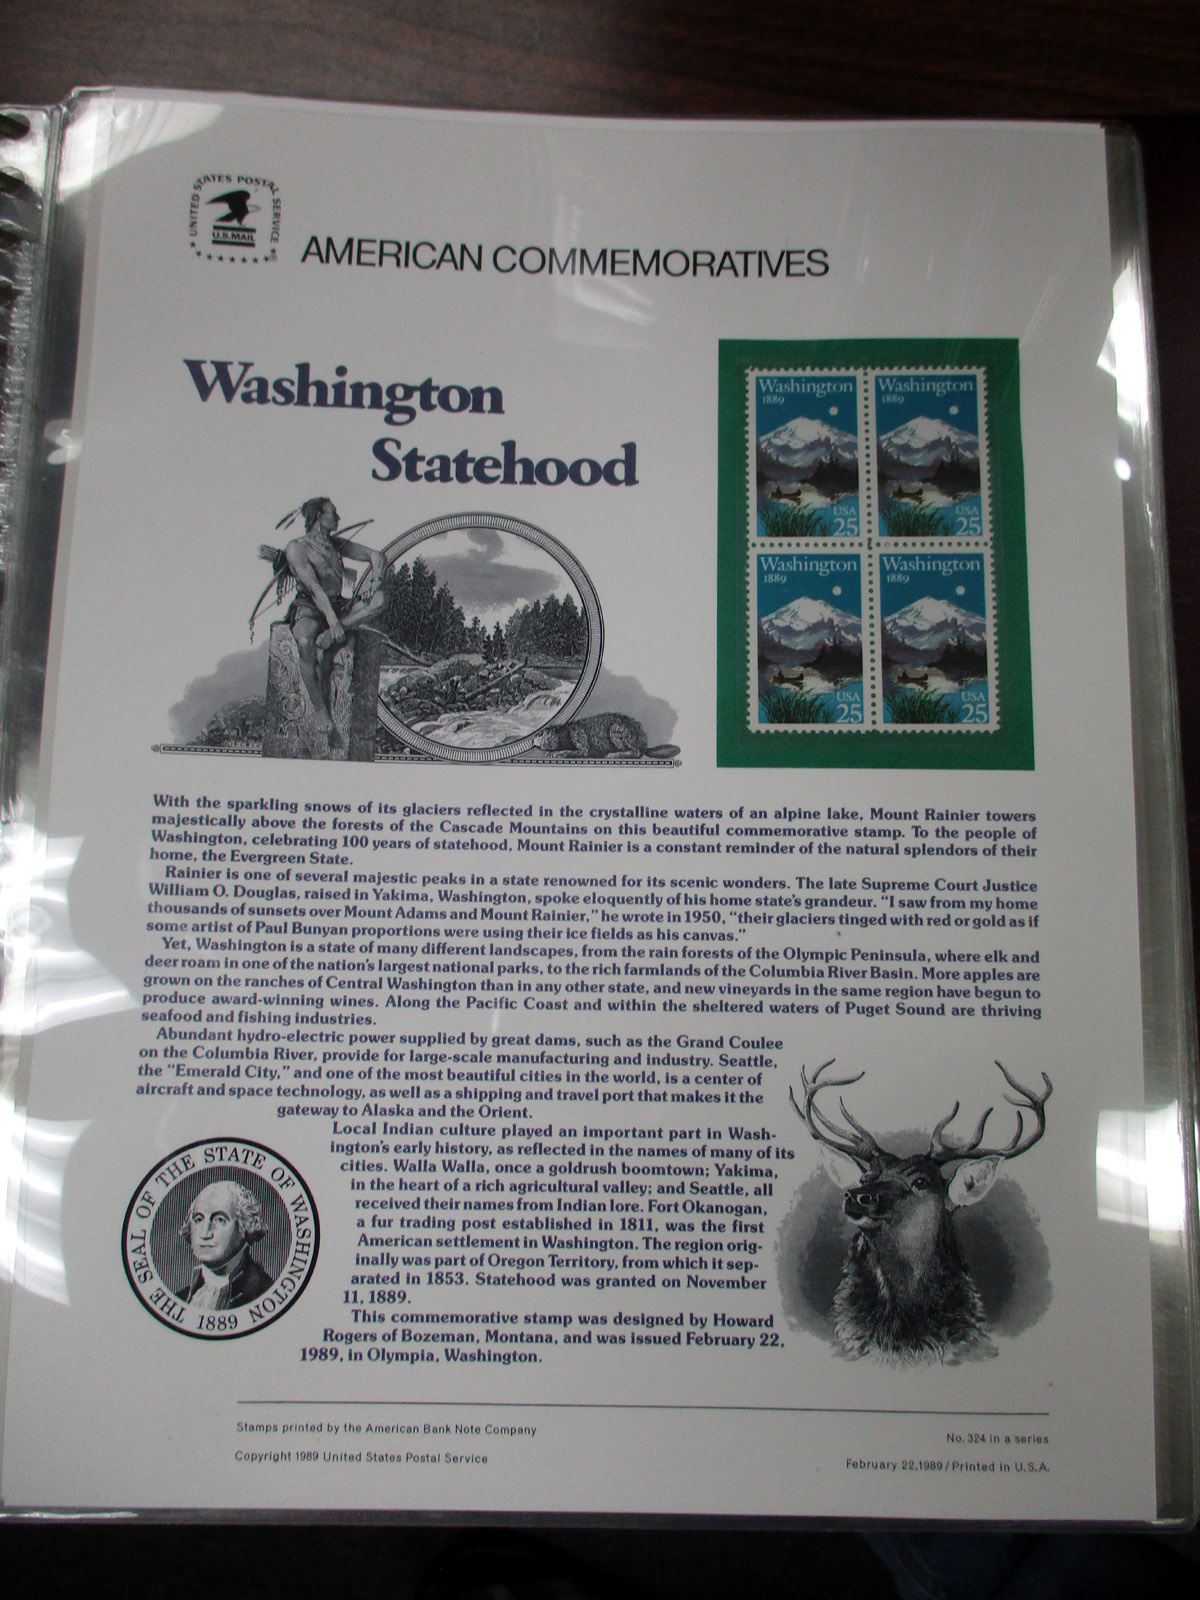 UNITED STATES POSTAL SERVICE
U.S. MAIL
AMERICAN COMMEMORATIVES
Washington
Statehood
Washington
1889
USA
25
Washington
1889
USA
25
Washington
1889
USA
25
Washington
1889
USA
25
With the sparkling snows of its glaciers reflected in the crystalline waters of an alpine lake, Mount Rainier towers
majestically above the forests of the Cascade Mountains on this beautiful commemorative stamp. To the people of
Washington, celebrating 100 years of statehood, Mount Rainier is a constant reminder of the natural splendors of their
home, the Evergreen State.
Rainier is one of several majestic peaks in a state renowned for its scenic wonders. The late Supreme Court Justice
William O. Douglas, raised in Yakima, Washington, spoke eloquently of his home state's grandeur. "I saw from my home
thousands of sunsets over Mount Adams and Mount Rainier," he wrote in 1950, "their glaciers tinged with red or gold as if
some artist of Paul Bunyan proportions were using their ice fields as his canvas."
Yet, Washington is a state of many different landscapes, from the rain forests of the Olympic Peninsula, where elk and
deer roam in one of the nation's largest national parks, to the rich farmlands of the Columbia River Basin. More apples are
grown on the ranches of Central Washington than in any other state, and new vineyards in the same region have begun to
produce award-winning wines. Along the Pacific Coast and within the sheltered waters of Puget Sound are thriving
seafood and fishing industries.
Abundant hydro-electric power supplied by great dams, such as the Grand Coulee
on the Columbia River, provide for large-scale manufacturing and industry. Seattle,
the "Emerald City," and one of the most beautiful cities in the world, is a center of
aircraft and space technology, as well as a shipping and travel port that makes it the
gateway to Alaska and the Orient.
Local Indian culture played an important part in Wash-
ington's early history, as reflected in the names of many of its
cities. Walla Walla, once a goldrush boomtown; Yakima,
in the heart of a rich agricultural valley; and Seattle, all
received their names from Indian lore. Fort Okanogan,
a fur trading post established in 1811, was the first
American settlement in Washington. The region orig-
inally was part of Oregon Territory, from which it sep-
arated in 1853. Statehood was granted on November
11, 1889.
This commemorative stamp was designed by Howard
Rogers of Bozeman, Montana, and was issued February 22,
1989, in Olympia, Washington.
THE SEAL OF THE STATE OF WASHINGTON
1889
Stamps printed by the American Bank Note Company
No. 324 in a series
Copyright 1989 United States Postal Service
February 22, 1989/Printed in U.S.A.